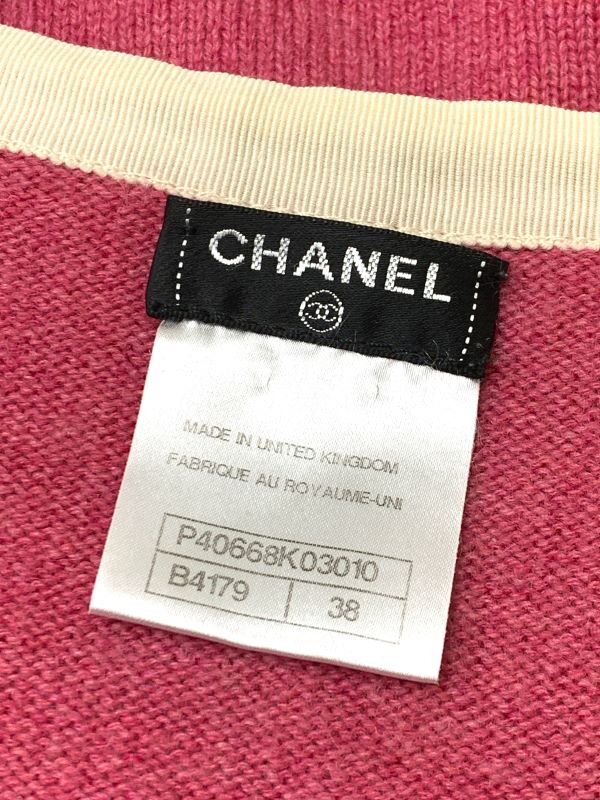 CHANEL
MADE IN UNITED KINGDOM
FABRIQUE AU ROYAUME-UNI
P40668K03010
B4179 38